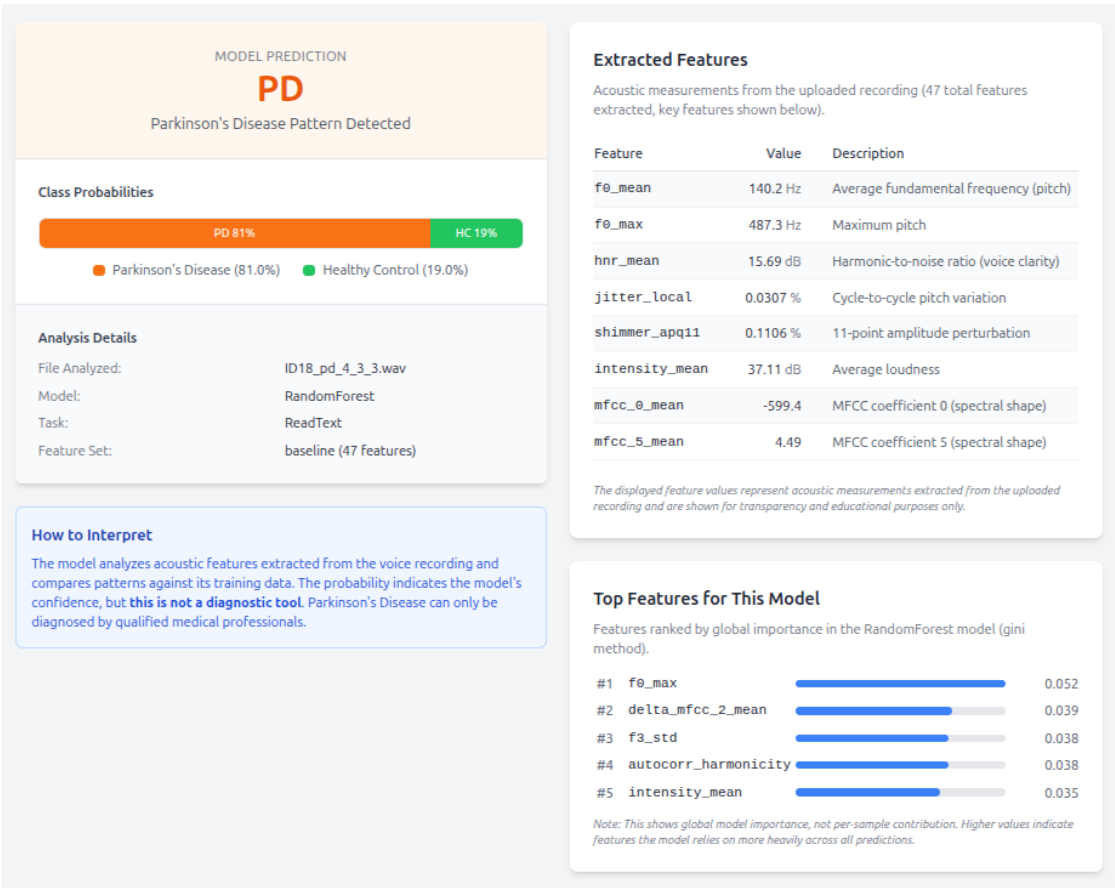 MODEL PREDICTION
PD
Parkinson's Disease Pattern Detected
Class Probabilities
PD 81%
HC 19%
Parkinson's Disease (81.0%)
Healthy Control (19.0%)
Analysis Details
File Analyzed: ID18_pd_4_3_3.wav
Model: RandomForest
Task: ReadText
Feature Set: baseline (47 features)
How to Interpret
The model analyzes acoustic features extracted from the voice recording and
compares patterns against its training data. The probability indicates the model's
confidence, but this is not a diagnostic tool. Parkinson's Disease can only be
diagnosed by qualified medical professionals.
Extracted Features
Acoustic measurements from the uploaded recording (47 total features
extracted, key features shown below).
Feature Value Description
f0_mean 140.2 Hz Average fundamental frequency (pitch)
f0_max 487.3 Hz Maximum pitch
hnr_mean 15.69 dB Harmonic-to-noise ratio (voice clarity)
jitter_local 0.0307 % Cycle-to-cycle pitch variation
shimmer_apq11 0.1106 % 11-point amplitude perturbation
intensity_mean 37.11 dB Average loudness
mfcc_0_mean -599.4 MFCC coefficient 0 (spectral shape)
mfcc_5_mean 4.49 MFCC coefficient 5 (spectral shape)
The displayed feature values represent acoustic measurements extracted from the uploaded
recording and are shown for transparency and educational purposes only.
Top Features for This Model
Features ranked by global importance in the RandomForest model (gini
method).
#1 f0_max 0.052
#2 delta_mfcc_2_mean 0.039
#3 f3_std 0.038
#4 autocorr_harmonicity 0.038
#5 intensity_mean 0.035
Note: This shows global model importance, not per-sample contribution. Higher values indicate
features the model relies on more heavily across all predictions.